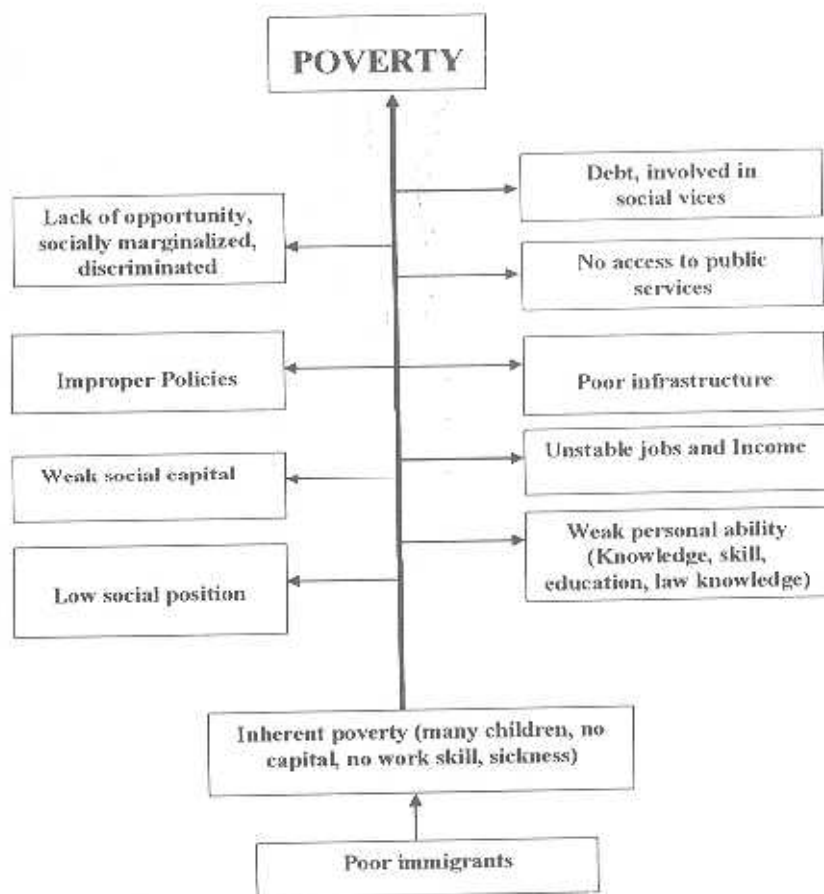 POVERTY
Debt, involved in
social vices
Lack of opportunity,
socially marginalized,
discriminated
No access to public
services
Improper Policies
Poor infrastructure
Unstable jobs and Income
Weak social capital
Weak personal ability
(Knowledge, skill,
education, law knowledge)
Low social position
Inherent poverty (many children, no
capital, no work skill, sickness)
Poor immigrants